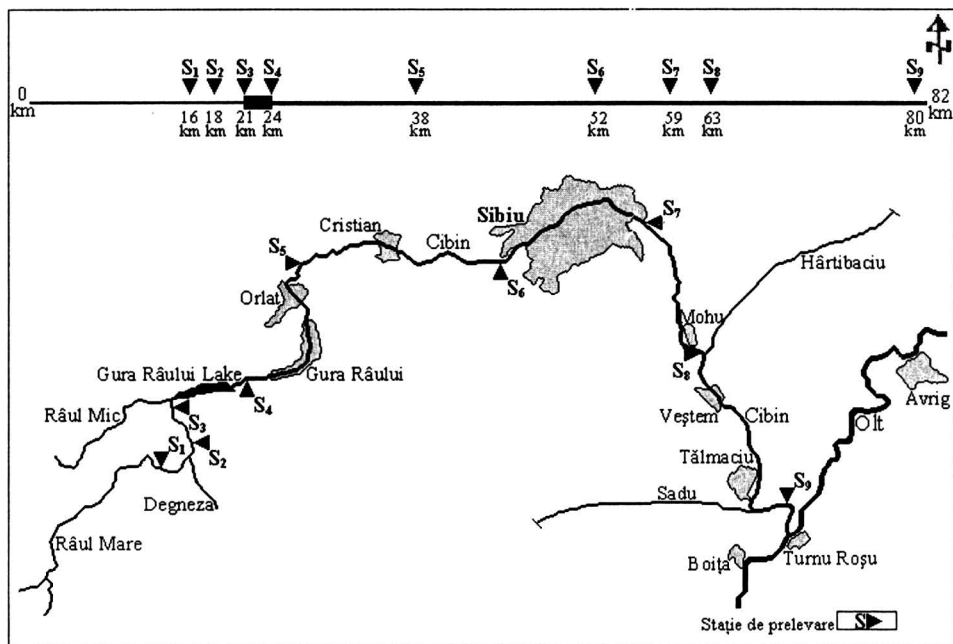 S1 S2 S3 S4 S5 S6 S7 S8 S9
0 km
82 km
16 km
18 km
21 km
24 km
38 km
52 km
59 km
63 km
80 km
Sibiu
S7
Cristian
Cibin
S5
S6
Hârtibaciu
Orlat
Mohu
S8
Gura Râului Lake
Gura Râului
S4
Avrig
Râul Mic
S3
Veştem
Cibin
Olt
S1
S2
Tălmaciu
S9
Degneza
Sadu
Râul Mare
Boiţa
Turnu Roşu
Staţie de prelevare S